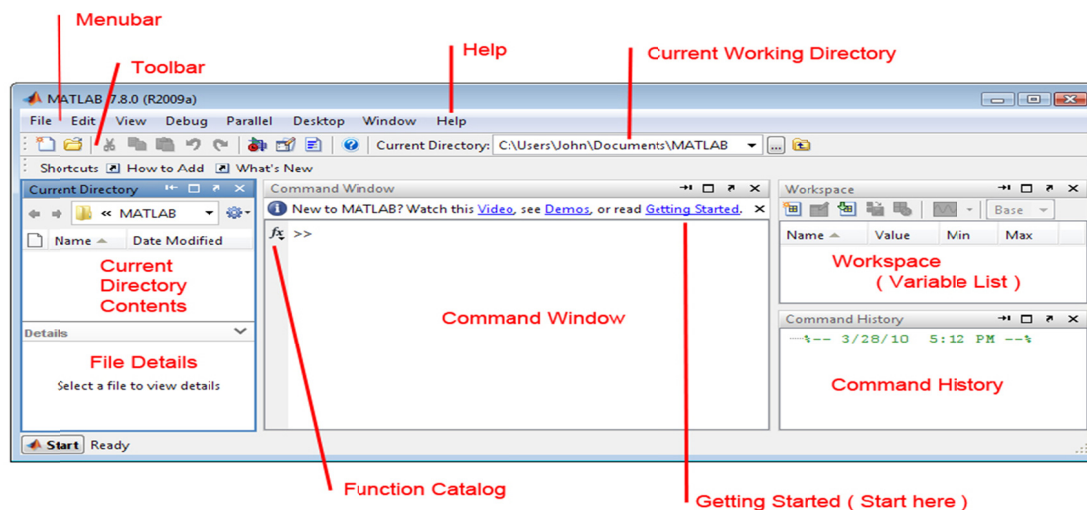 Menubar
Help
Current Working Directory
Toolbar
MATLAB 7.8.0 (R2009a)
File Edit View Debug Parallel Desktop Window Help
Current Directory: C:\Users\John\Documents\MATLAB ...
Shortcuts How to Add What's New
Current Directory
Command Window
Workspace
« MATLAB
New to MATLAB? Watch this Video, see Demos, or read Getting Started.
Base
Name Date Modified
fx >>
Name Value Min Max
Current
Directory
Contents
Workspace
( Variable List )
Command Window
Command History
Details
%-- 3/28/10 5:12 PM --%
File Details
Select a file to view details
Command History
Start Ready
Function Catalog
Getting Started ( Start here )